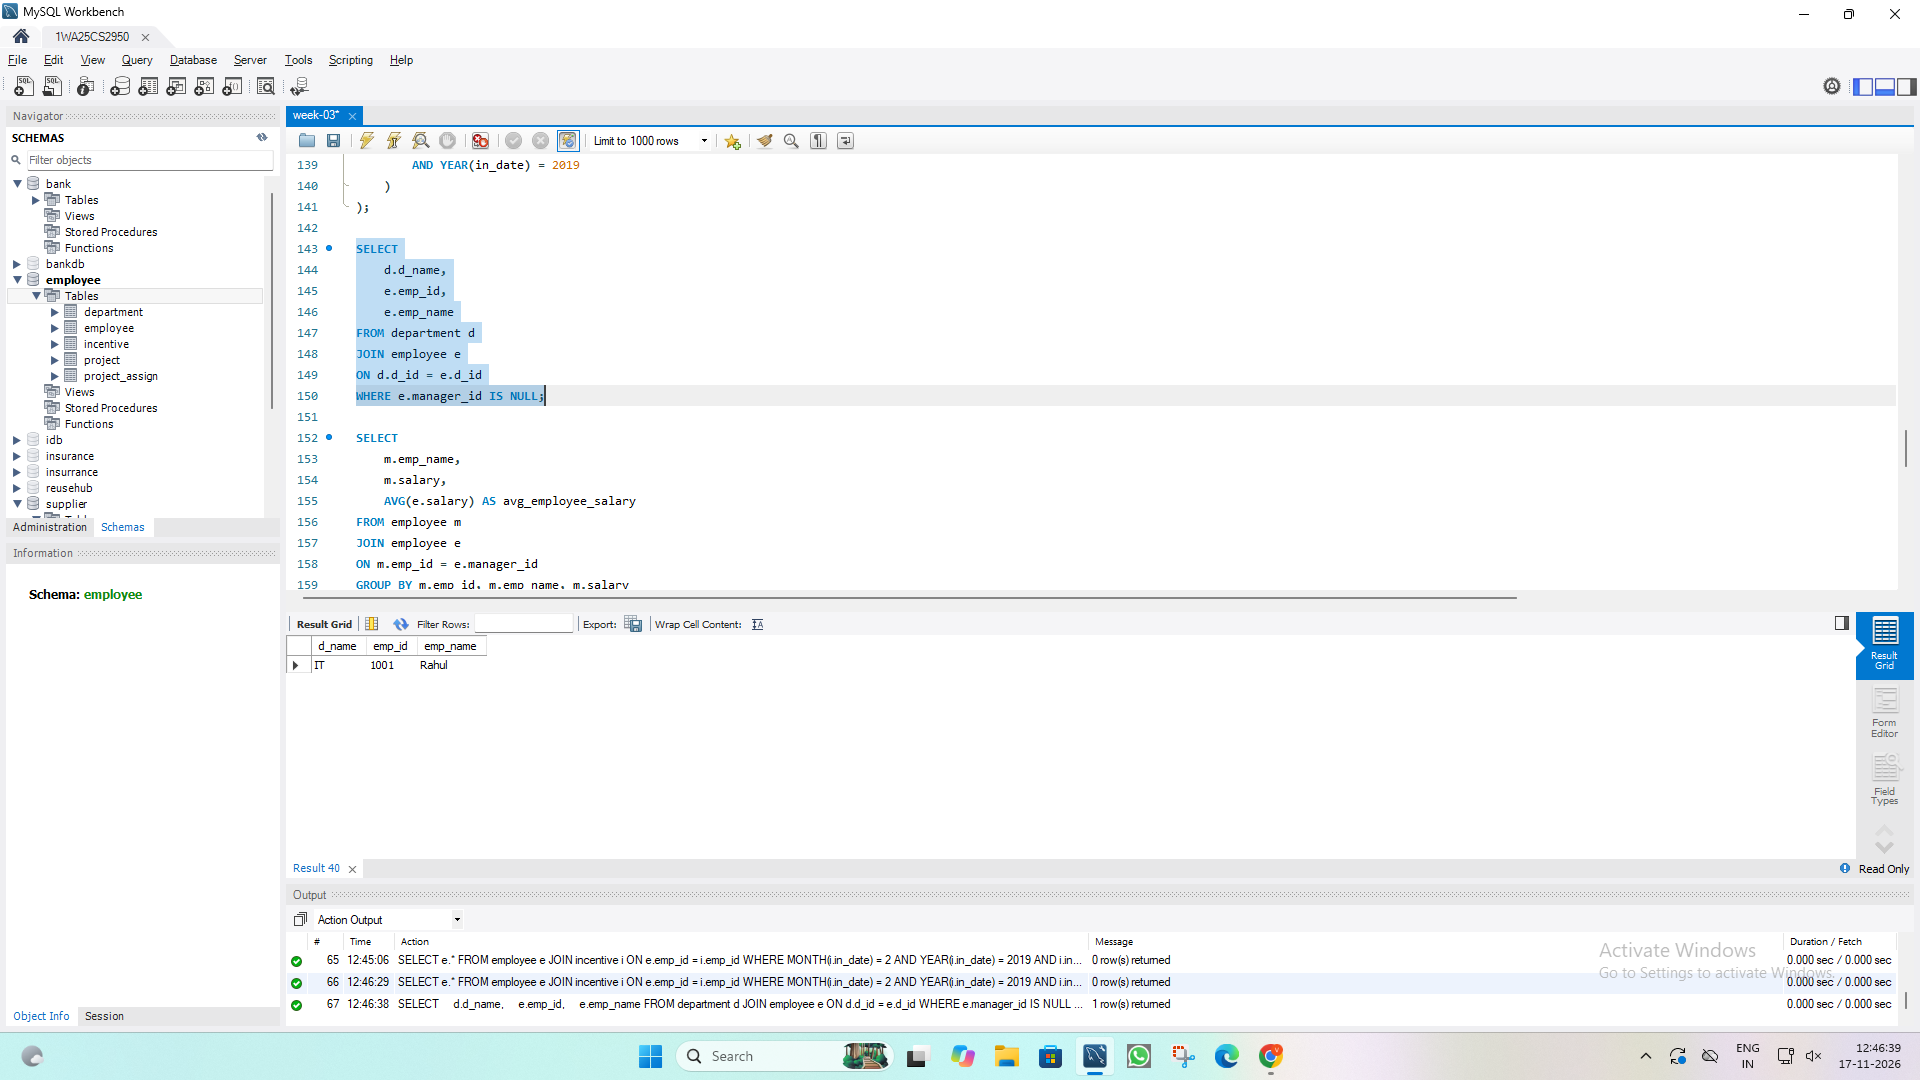 MySQL Workbench
1WA25CS2950
File Edit View Query Database Server Tools Scripting Help
Navigator
SCHEMAS
Filter objects
bank
Tables
Views
Stored Procedures
Functions
bankdb
employee
Tables
department
employee
incentive
project
project_assign
Views
Stored Procedures
Functions
idb
insurance
insurrance
reusehub
supplier
Administration Schemas
Information
Schema: employee
Object Info Session
week-03*
Limit to 1000 rows
139 AND YEAR(in_date) = 2019
140 )
141 );
142
143 SELECT
144 d.d_name,
145 e.emp_id,
146 e.emp_name
147 FROM department d
148 JOIN employee e
149 ON d.d_id = e.d_id
150 WHERE e.manager_id IS NULL;
151
152 SELECT
153 m.emp_name,
154 m.salary,
155 AVG(e.salary) AS avg_employee_salary
156 FROM employee m
157 JOIN employee e
158 ON m.emp_id = e.manager_id
159 GROUP BY m.emp_id, m.emp_name, m.salary
Result Grid Filter Rows: Export: Wrap Cell Content:
d_name emp_id emp_name
IT 1001 Rahul
Result Grid
Form Editor
Field Types
Result 40
Read Only
Output
Action Output
# Time Action Message Duration / Fetch
65 12:45:06 SELECT e.* FROM employee e JOIN incentive i ON e.emp_id = i.emp_id WHERE MONTH(i.in_date) = 2 AND YEAR(i.in_date) = 2019 AND i.in... 0 row(s) returned 0.000 sec / 0.000 sec
66 12:46:29 SELECT e.* FROM employee e JOIN incentive i ON e.emp_id = i.emp_id WHERE MONTH(i.in_date) = 2 AND YEAR(i.in_date) = 2019 AND i.in... 0 row(s) returned 0.000 sec / 0.000 sec
67 12:46:38 SELECT d.d_name, e.emp_id, e.emp_name FROM department d JOIN employee e ON d.d_id = e.d_id WHERE e.manager_id IS NULL ... 1 row(s) returned 0.000 sec / 0.000 sec
Activate Windows
Go to Settings to activate Windows.
Search
ENG
IN
12:46:39
17-11-2026